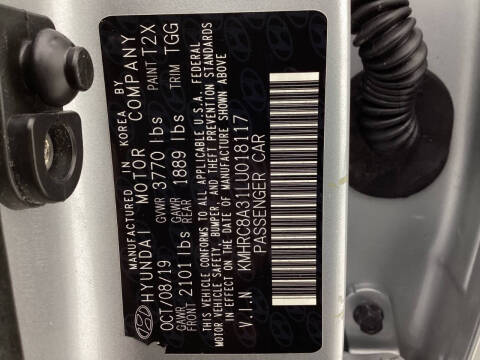 MANUFACTURED IN KOREA BY
HYUNDAI MOTOR COMPANY
OCT/08/19 GVWR 3770 lbs PAINT T2X
GAWR FRONT 2101 lbs GAWR REAR 1889 lbs TRIM TGG
THIS VEHICLE CONFORMS TO ALL APPLICABLE U.S.A. FEDERAL
MOTOR VEHICLE SAFETY, BUMPER, AND THEFT PREVENTION STANDARDS
IN EFFECT ON THE DATE OF MANUFACTURE SHOWN ABOVE
V.I.N KMHRC8A31LU018117
PASSENGER CAR